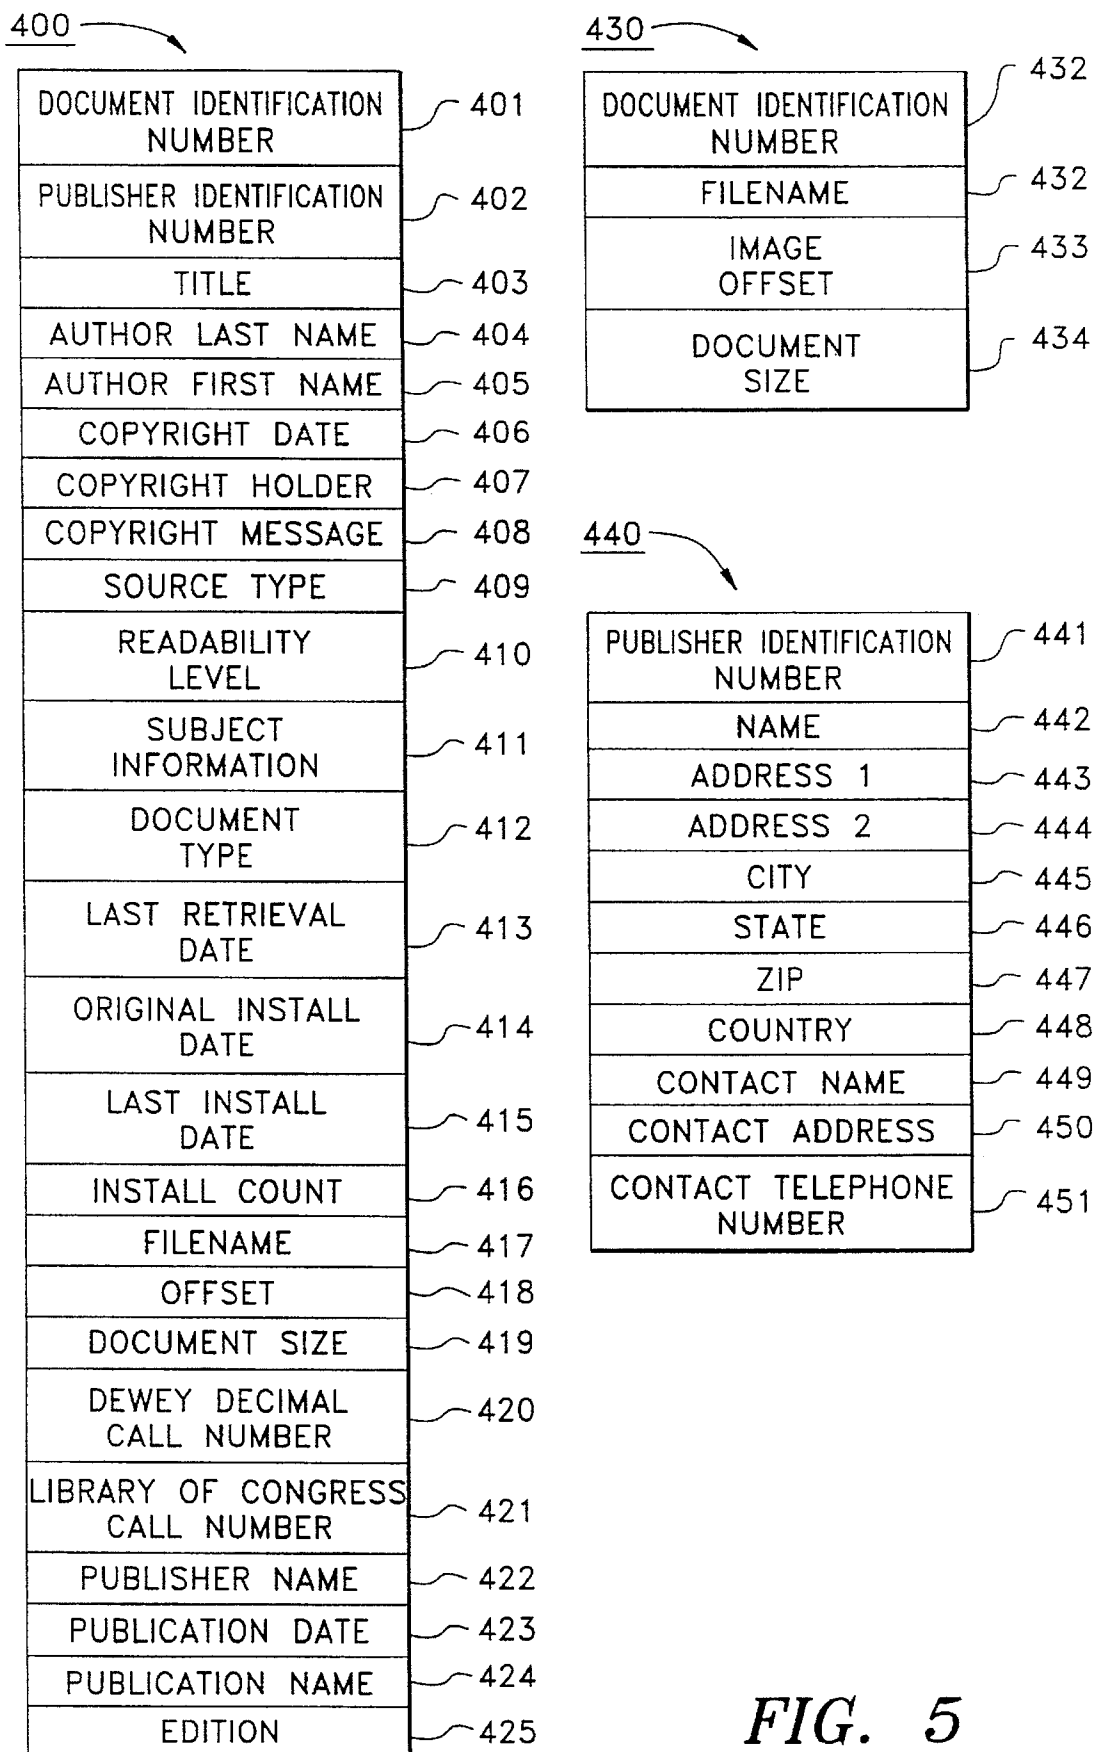 400
DOCUMENT IDENTIFICATION
NUMBER
401
PUBLISHER IDENTIFICATION
NUMBER
402
TITLE
403
AUTHOR LAST NAME
404
AUTHOR FIRST NAME
405
COPYRIGHT DATE
406
COPYRIGHT HOLDER
407
COPYRIGHT MESSAGE
408
SOURCE TYPE
409
READABILITY
LEVEL
410
SUBJECT
INFORMATION
411
DOCUMENT
TYPE
412
LAST RETRIEVAL
DATE
413
ORIGINAL INSTALL
DATE
414
LAST INSTALL
DATE
415
INSTALL COUNT
416
FILENAME
417
OFFSET
418
DOCUMENT SIZE
419
DEWEY DECIMAL
CALL NUMBER
420
LIBRARY OF CONGRESS
CALL NUMBER
421
PUBLISHER NAME
422
PUBLICATION DATE
423
PUBLICATION NAME
424
EDITION
425
430
DOCUMENT IDENTIFICATION
NUMBER
432
FILENAME
432
IMAGE
OFFSET
433
DOCUMENT
SIZE
434
440
PUBLISHER IDENTIFICATION
NUMBER
441
NAME
442
ADDRESS 1
443
ADDRESS 2
444
CITY
445
STATE
446
ZIP
447
COUNTRY
448
CONTACT NAME
449
CONTACT ADDRESS
450
CONTACT TELEPHONE
NUMBER
451
FIG. 5